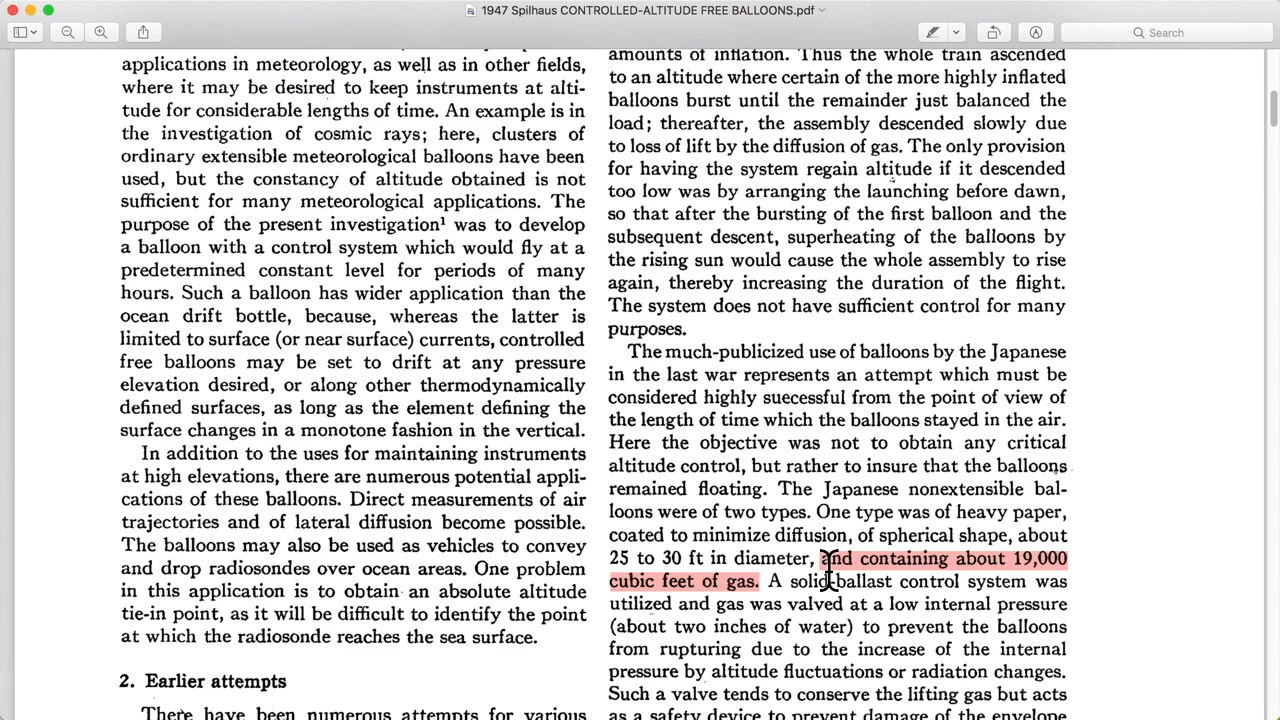 1947 Spilhaus CONTROLLED-ALTITUDE FREE BALLOONS.pdf
Search
applications in meteorology, as well as in other fields,
where it may be desired to keep instruments at alti-
tude for considerable lengths of time. An example is in
the investigation of cosmic rays; here, clusters of
ordinary extensible meteorological balloons have been
used, but the constancy of altitude obtained is not
sufficient for many meteorological applications. The
purpose of the present investigation¹ was to develop
a balloon with a control system which would fly at a
predetermined constant level for periods of many
hours. Such a balloon has wider application than the
ocean drift bottle, because, whereas the latter is
limited to surface (or near surface) currents, controlled
free balloons may be set to drift at any pressure
elevation desired, or along other thermodynamically
defined surfaces, as long as the element defining the
surface changes in a monotone fashion in the vertical.
In addition to the uses for maintaining instruments
at high elevations, there are numerous potential appli-
cations of these balloons. Direct measurements of air
trajectories and of lateral diffusion become possible.
The balloons may also be used as vehicles to convey
and drop radiosondes over ocean areas. One problem
in this application is to obtain an absolute altitude
tie-in point, as it will be difficult to identify the point
at which the radiosonde reaches the sea surface.
2. Earlier attempts
There have been numerous attempts for various
amounts of inflation. Thus the whole train ascended
to an altitude where certain of the more highly inflated
balloons burst until the remainder just balanced the
load; thereafter, the assembly descended slowly due
to loss of lift by the diffusion of gas. The only provision
for having the system regain altitude if it descended
too low was by arranging the launching before dawn,
so that after the bursting of the first balloon and the
subsequent descent, superheating of the balloons by
the rising sun would cause the whole assembly to rise
again, thereby increasing the duration of the flight.
The system does not have sufficient control for many
purposes.
The much-publicized use of balloons by the Japanese
in the last war represents an attempt which must be
considered highly successful from the point of view of
the length of time which the balloons stayed in the air.
Here the objective was not to obtain any critical
altitude control, but rather to insure that the balloons
remained floating. The Japanese nonextensible bal-
loons were of two types. One type was of heavy paper,
coated to minimize diffusion, of spherical shape, about
25 to 30 ft in diameter, and containing about 19,000
cubic feet of gas. A solid ballast control system was
utilized and gas was valved at a low internal pressure
(about two inches of water) to prevent the balloons
from rupturing due to the increase of the internal
pressure by altitude fluctuations or radiation changes.
Such a valve tends to conserve the lifting gas but acts
as a safety device to prevent damage of the envelope